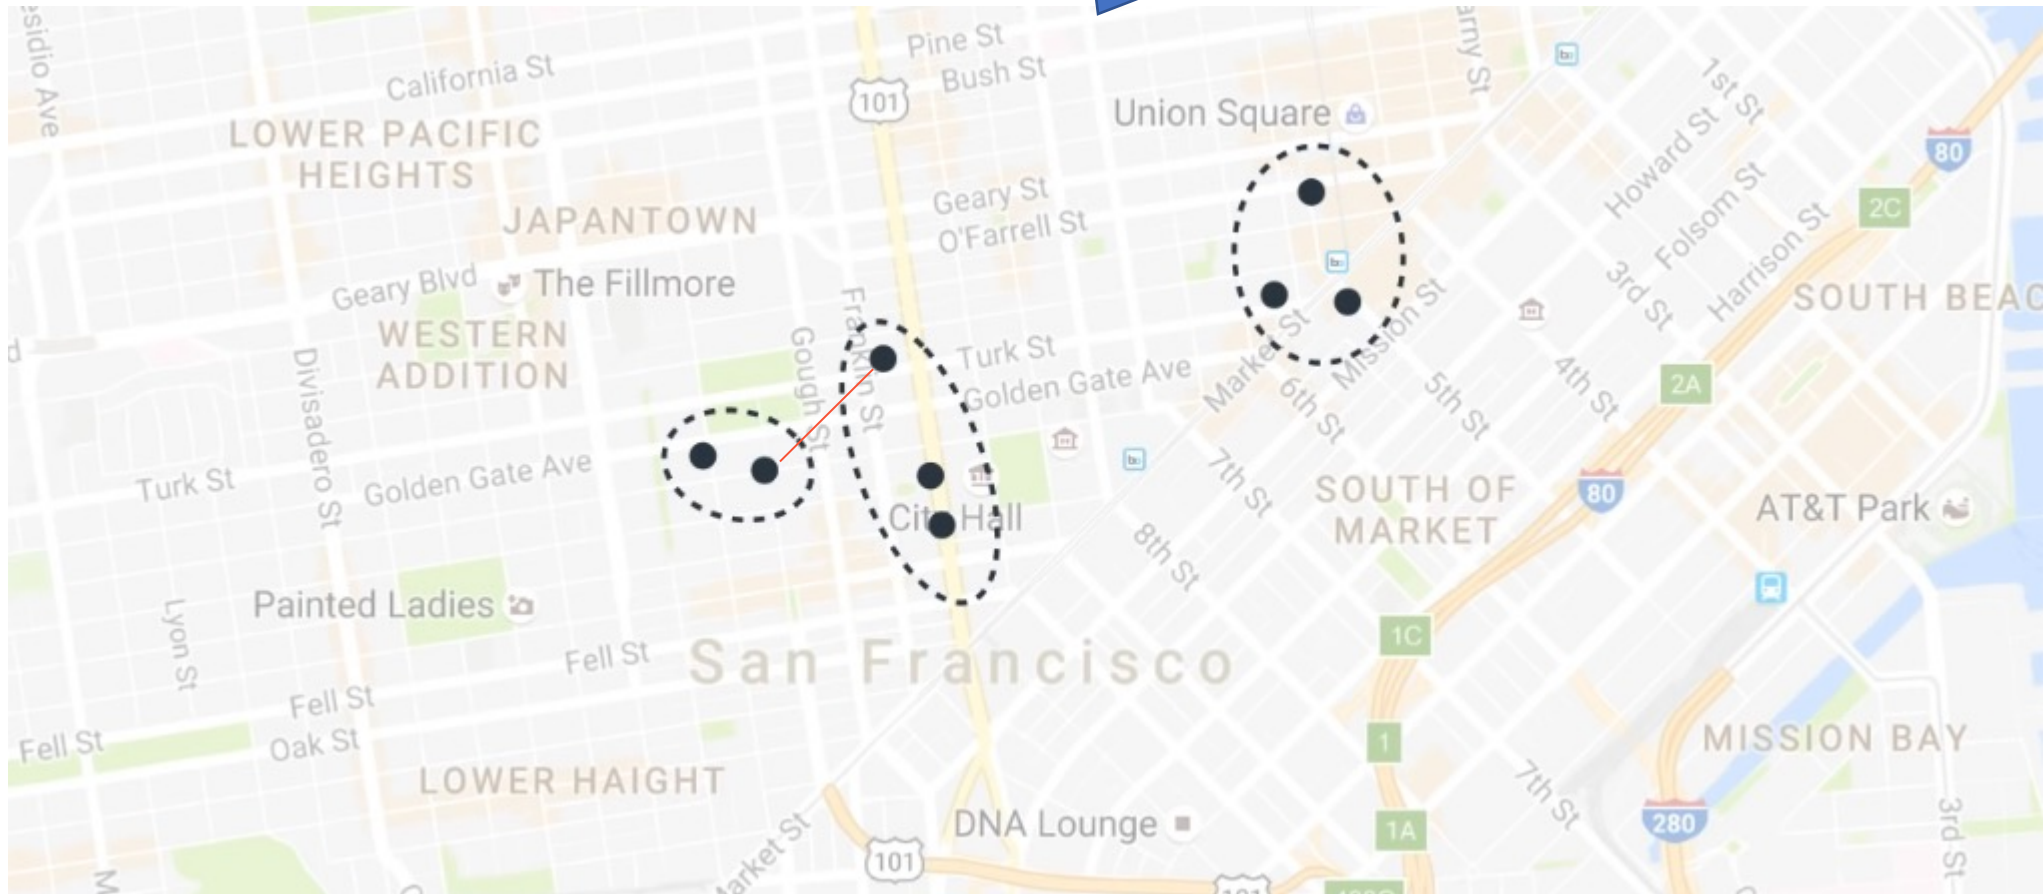 Pine St
Bush St
California St
101
Union Square
1st St
LOWER PACIFIC
HEIGHTS
Howard St
80
Geary St
O'Farrell St
JAPANTOWN
Folsom St
2C
Harrison St
Geary Blvd
The Fillmore
3rd St
WESTERN
ADDITION
Franklin St
Gough St
Turk St
Golden Gate Ave
Market St
Mission St
4th St
5th St
6th St
2A
Divisadero St
Turk St
Golden Gate Ave
7th St
SOUTH OF
MARKET
80
AT&T Park
City Hall
8th St
Painted Ladies
Lyon St
Fell St
San Francisco
1C
Fell St
Oak St
Fell St
1
MISSION BAY
LOWER HAIGHT
7th St
DNA Lounge
1A
280
3rd St
101